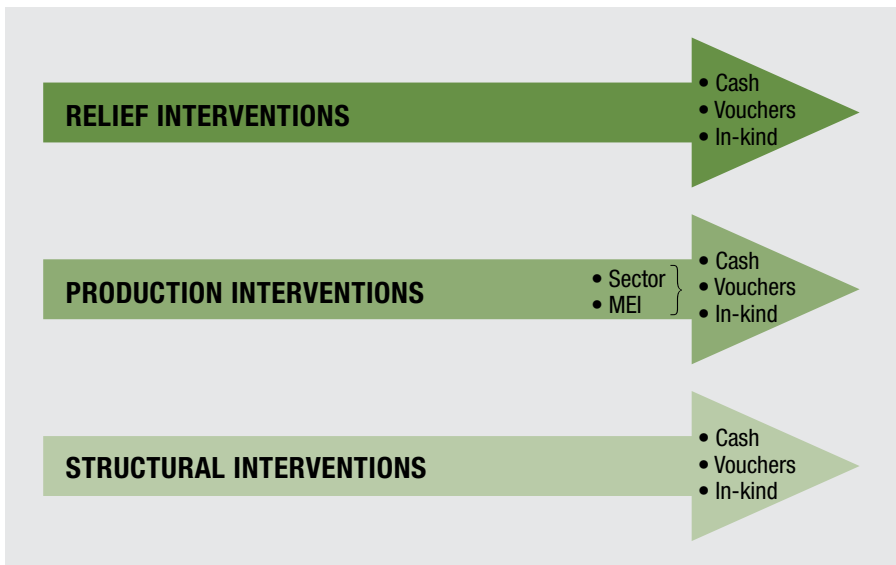 RELIEF INTERVENTIONS
• Cash
• Vouchers
• In-kind
PRODUCTION INTERVENTIONS
• Sector
• MEI
• Cash
• Vouchers
• In-kind
STRUCTURAL INTERVENTIONS
• Cash
• Vouchers
• In-kind